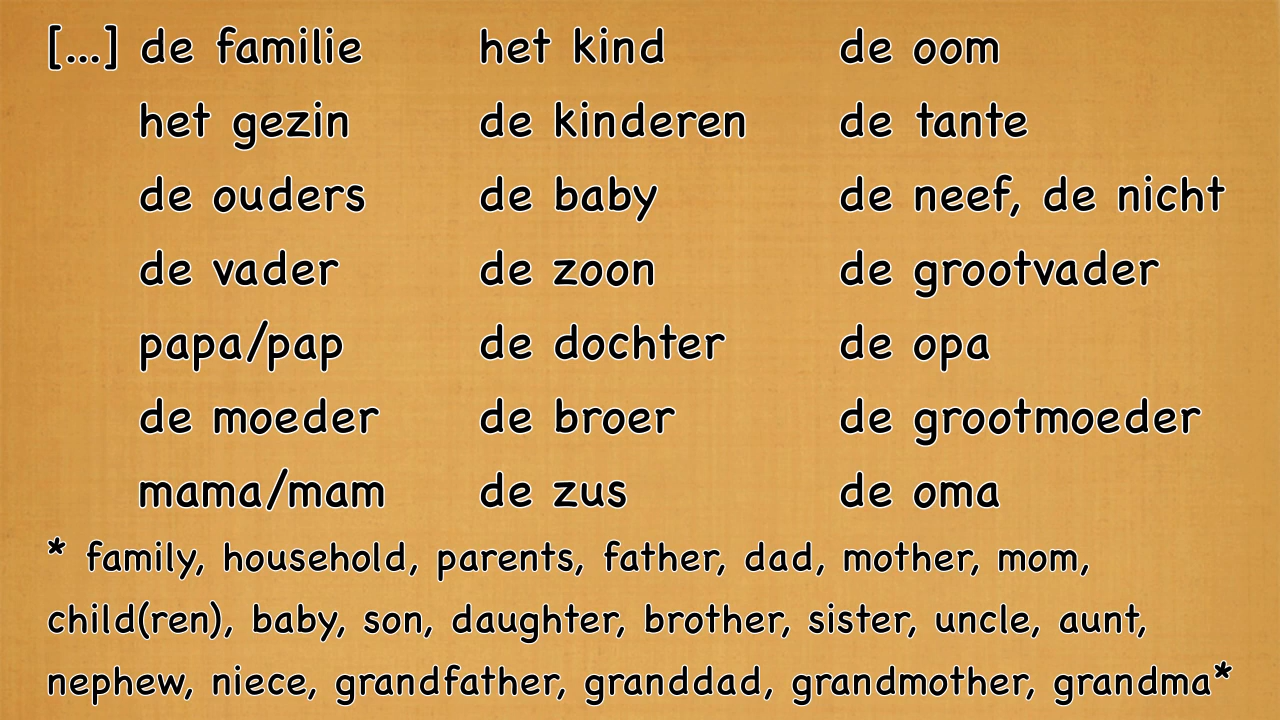 [...] de familie het kind de oom
het gezin de kinderen de tante
de ouders de baby de neef, de nicht
de vader de zoon de grootvader
papa/pap de dochter de opa
de moeder de broer de grootmoeder
mama/mam de zus de oma
* family, household, parents, father, dad, mother, mom,
child(ren), baby, son, daughter, brother, sister, uncle, aunt,
nephew, niece, grandfather, granddad, grandmother, grandma*